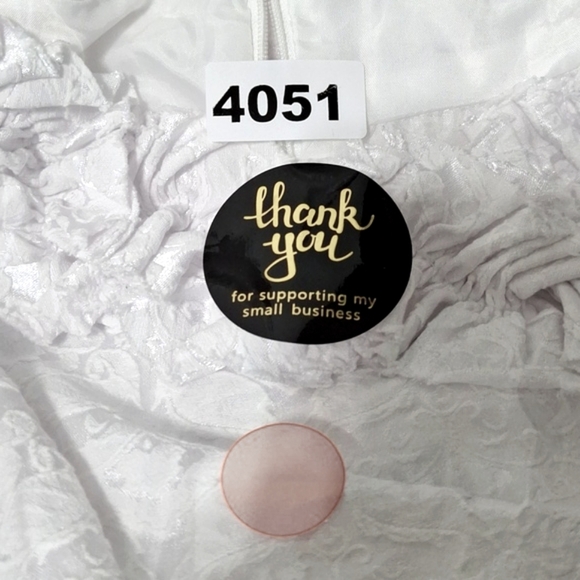 4051
thank
you
for supporting my
small business